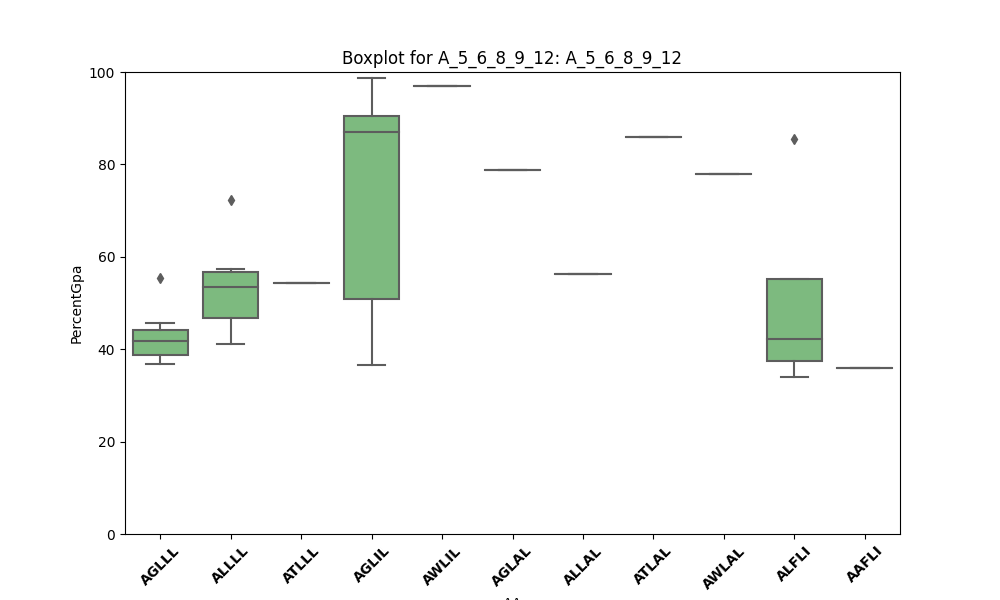 Boxplot for A_5_6_8_9_12: A_5_6_8_9_12
100
80
60
40
20
0
PercentGpa
AGLLL
ALLLL
ATLLL
AGLIL
AWLIL
AGLAL
ALLAL
ATLAL
AWLAL
ALFLI
AAFLI